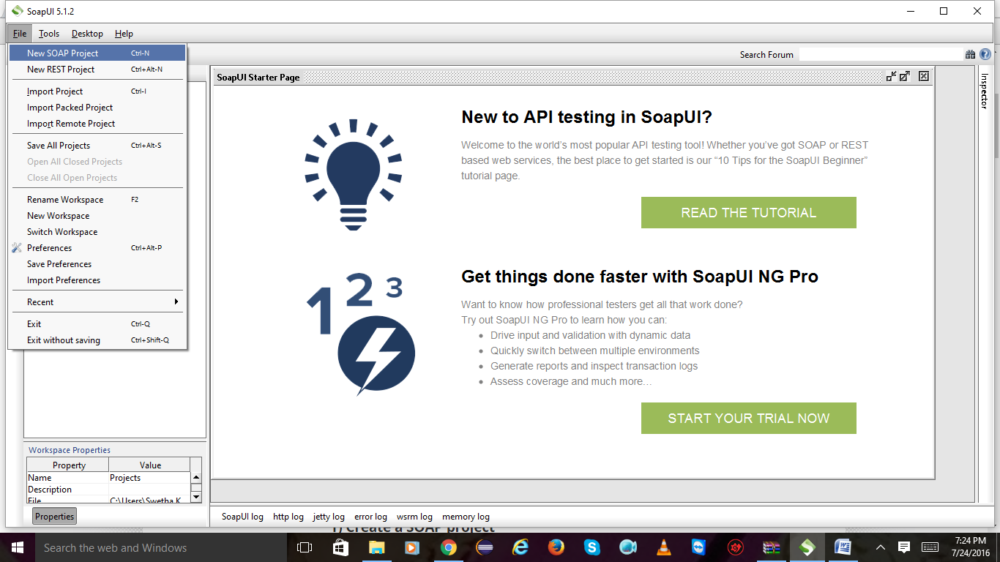 SoapUI 5.1.2
File Tools Desktop Help
Search Forum
New SOAP Project Ctrl-N
New REST Project Ctrl+Alt-N
Import Project Ctrl-I
Import Packed Project
Import Remote Project
Save All Projects Ctrl+Alt-S
Open All Closed Projects
Close All Open Projects
Rename Workspace F2
New Workspace
Switch Workspace
Preferences Ctrl+Alt-P
Save Preferences
Import Preferences
Recent
Exit Ctrl-Q
Exit without saving Ctrl+Shift-Q
SoapUI Starter Page
Inspector
New to API testing in SoapUI?
Welcome to the world's most popular API testing tool! Whether you've got SOAP or REST
based web services, the best place to get started is our “10 Tips for the SoapUI Beginner”
tutorial page.
READ THE TUTORIAL
1 2 3
Get things done faster with SoapUI NG Pro
Want to know how professional testers get all that work done?
Try out SoapUI NG Pro to learn how you can:
• Drive input and validation with dynamic data
• Quickly switch between multiple environments
• Generate reports and inspect transaction logs
• Assess coverage and much more…
START YOUR TRIAL NOW
Workspace Properties
Property Value
Name Projects
Description
File C:\Users\Swetha K
Properties
SoapUI log http log jetty log error log wsrm log memory log
1) Create a SOAP project
Search the web and Windows
7:24 PM
7/24/2016